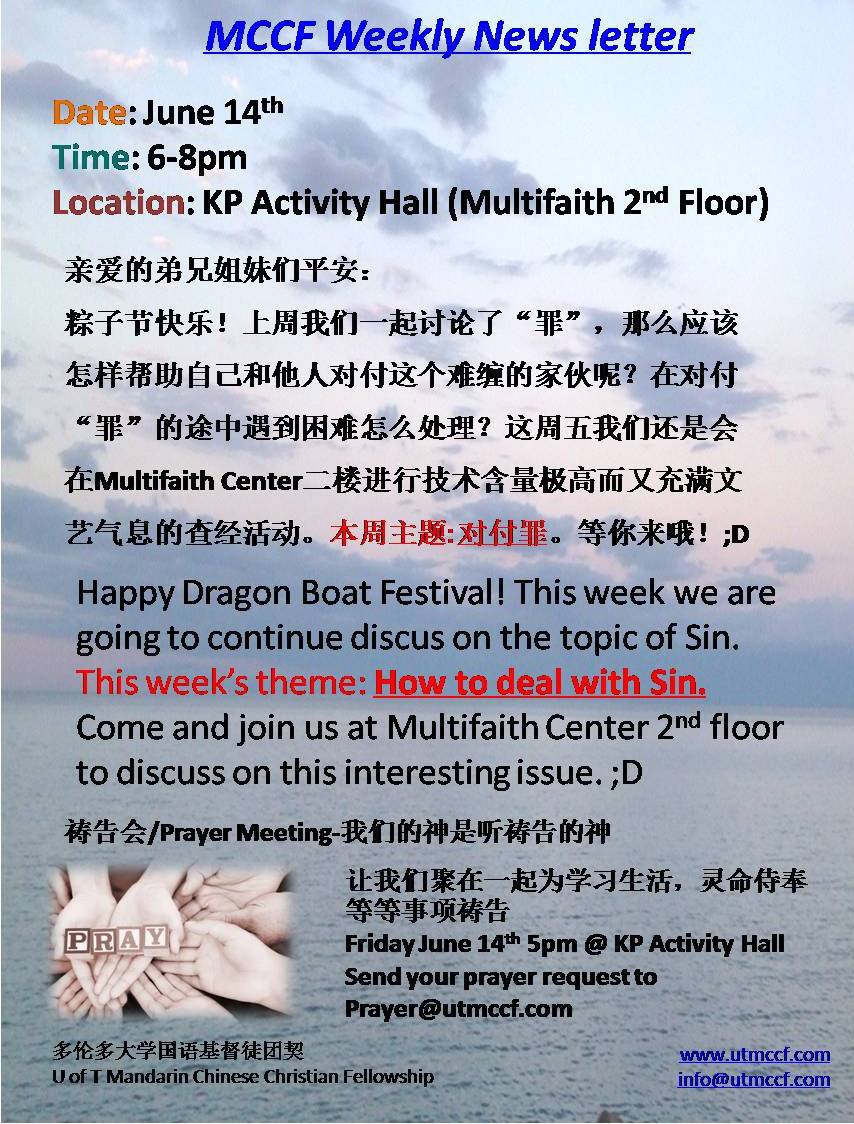 MCCF Weekly News letter
Date: June 14th
Time: 6-8pm
Location: KP Activity Hall (Multifaith 2nd Floor)
亲爱的弟兄姐妹们平安：
粽子节快乐！上周我们一起讨论了“罪”，那么应该
怎样帮助自己和他人对付这个难缠的家伙呢？在对付
“罪”的途中遇到困难怎么处理？这周五我们还是会
在Multifaith Center二楼进行技术含量极高而又充满文
艺气息的查经活动。本周主题:对付罪。等你来哦！;D
Happy Dragon Boat Festival! This week we are
going to continue discus on the topic of Sin.
This week’s theme: How to deal with Sin.
Come and join us at Multifaith Center 2nd floor
to discuss on this interesting issue. ;D
祷告会/Prayer Meeting-我们的神是听祷告的神
PRAY
让我们聚在一起为学习生活，灵命侍奉
等等事项祷告
Friday June 14th 5pm @ KP Activity Hall
Send your prayer request to
Prayer@utmccf.com
多伦多大学国语基督徒团契
U of T Mandarin Chinese Christian Fellowship
www.utmccf.com
info@utmccf.com